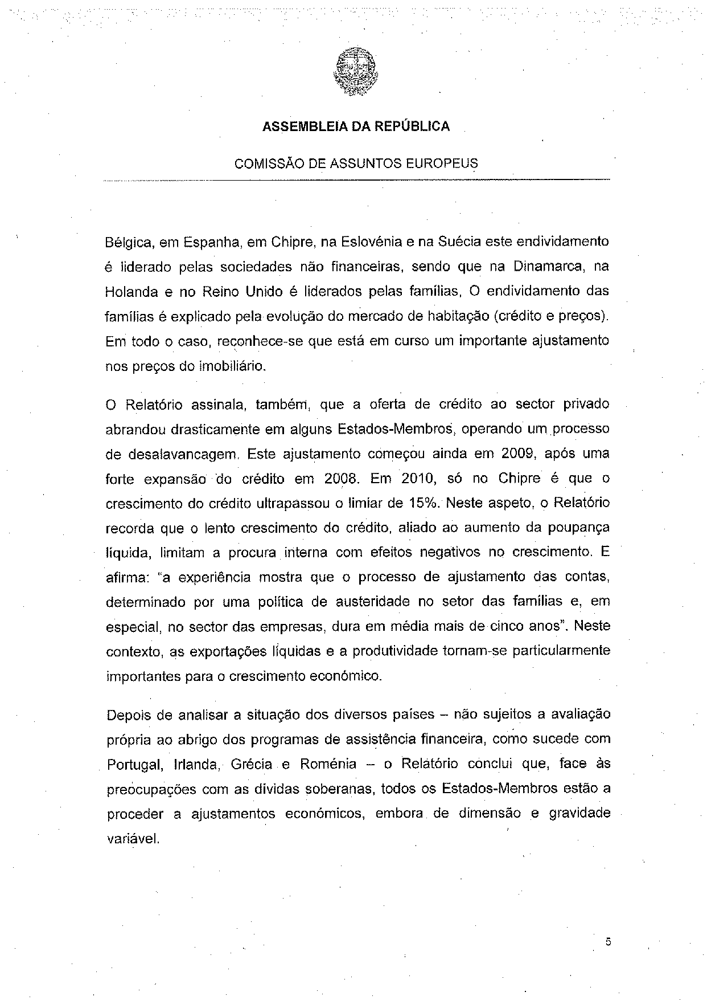 ASSEMBLEIA DA REPÚBLICA
COMISSÃO DE ASSUNTOS EUROPEUS
Bélgica, em Espanha, em Chipre, na Eslovénia e na Suécia este endividamento
é liderado pelas sociedades não financeiras, sendo que na Dinamarca, na
Holanda e no Reino Unido é liderados pelas famílias, O endividamento das
famílias é explicado pela evolução do mercado de habitação (crédito e preços).
Em todo o caso, reconhece-se que está em curso um importante ajustamento
nos preços do imobiliário.
O Relatório assinala, também, que a oferta de crédito ao sector privado
abrandou drasticamente em alguns Estados-Membros, operando um processo
de desalavancagem. Este ajustamento começou ainda em 2009, após uma
forte expansão do crédito em 2008. Em 2010, só no Chipre é que o
crescimento do crédito ultrapassou o limiar de 15%. Neste aspeto, o Relatório
recorda que o lento crescimento do crédito, aliado ao aumento da poupança
líquida, limitam a procura interna com efeitos negativos no crescimento. E
afirma: "a experiência mostra que o processo de ajustamento das contas,
determinado por uma política de austeridade no setor das famílias e, em
especial, no sector das empresas, dura em média mais de cinco anos". Neste
contexto, as exportações líquidas e a produtividade tornam-se particularmente
importantes para o crescimento económico.
Depois de analisar a situação dos diversos países – não sujeitos a avaliação
própria ao abrigo dos programas de assistência financeira, como sucede com
Portugal, Irlanda, Grécia e Roménia – o Relatório conclui que, face às
preocupações com as dividas soberanas, todos os Estados-Membros estão a
proceder a ajustamentos económicos, embora de dimensão e gravidade
variável.
5